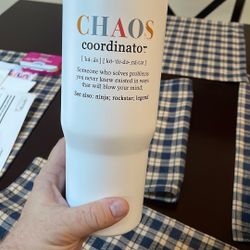 CHAOS
coordinator
Someone who solves problems
you never knew existed in ways
that will blow your mind;
See also: ninja; rockstar; legend